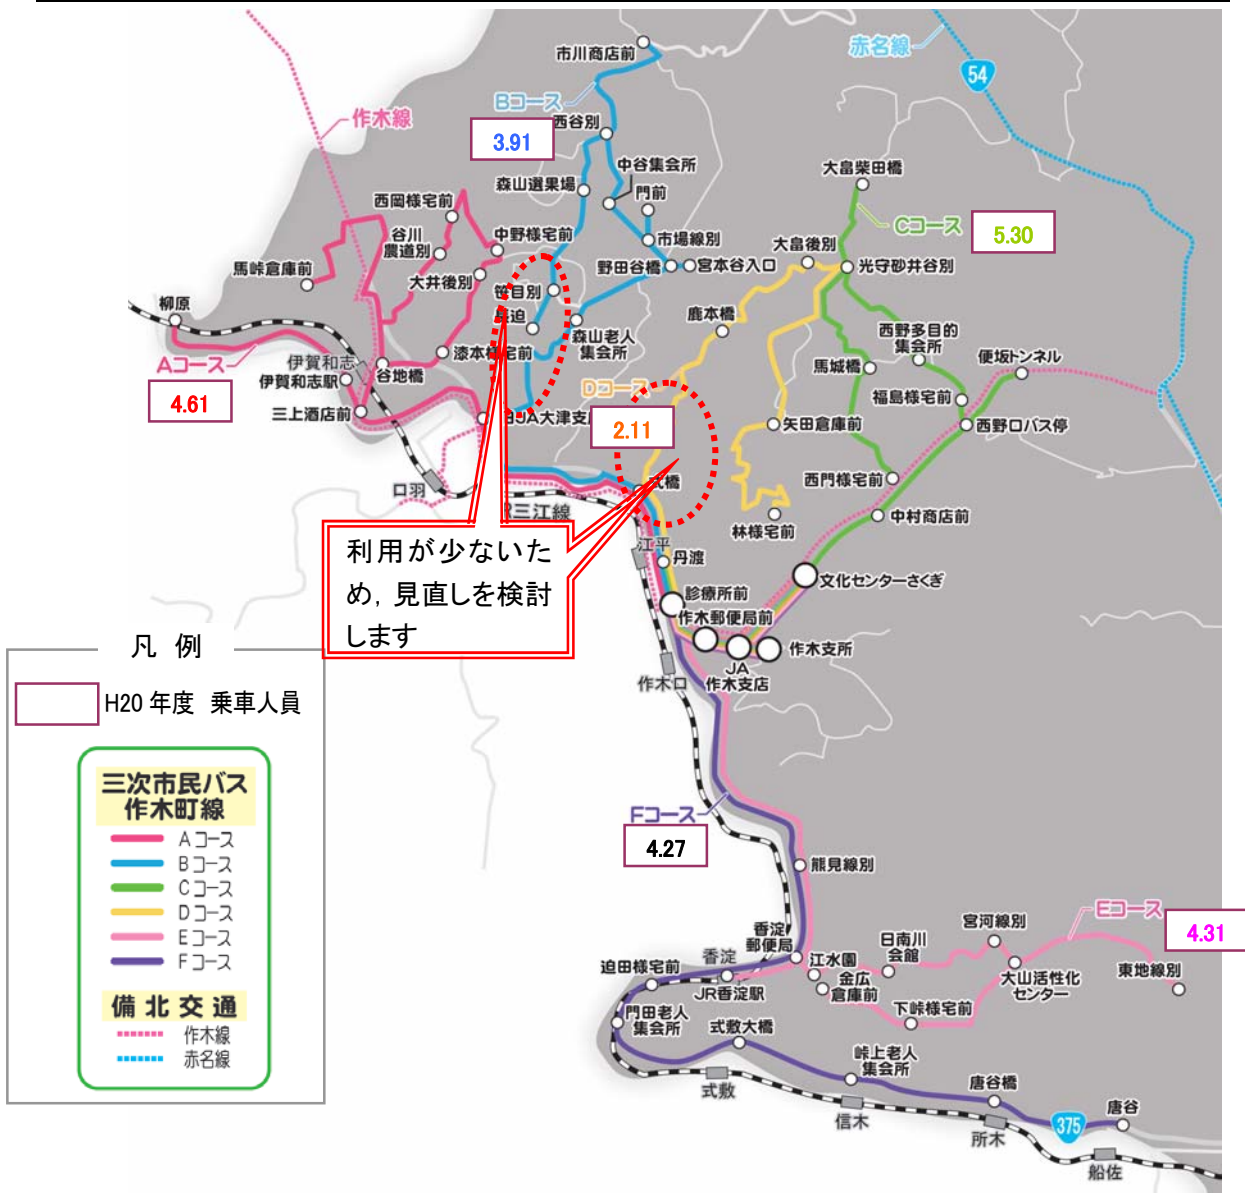 市川商店前
赤名線
54
Bコース
作木線
西谷別
3.91
中谷集会所
大畠柴田橋
森山選果場
門前
西岡様宅前
Cコース
5.30
谷川
農道別
中野様宅前
市場線別
大畠後別
馬峠倉庫前
大井後別
野田谷橋
宮本谷入口
光守砂井谷別
笹目別
柳原
鹿本橋
森山老人
集会所
西野多目的
集会所
伊賀和志
漆本様宅前
馬城橋
便坂トンネル
Aコース
伊賀和志駅
谷地橋
Dコース
福島様宅前
4.61
三上酒店前
JA大津支
2.11
矢田倉庫前
西野口バス停
西門様宅前
口羽
三江線
林様宅前
中村商店前
利用が少ないた
め，見直しを検討
します
江平
丹渡
文化センターさくぎ
診療所前
作木郵便局前
作木支所
JA
作木支店
作木口
凡 例
H20 年度 乗車人員
三次市民バス
作木町線
Aコース
Bコース
Cコース
Dコース
Eコース
Fコース
備北交通
作木線
赤名線
Fコース
4.27
熊見線別
Eコース
4.31
宮河線別
香淀
郵便局
日南川
会館
香淀
江水園
迫田様宅前
金広
倉庫前
大山活性化
センター
東地線別
JR香淀駅
下峠様宅前
門田老人
集会所
式敷大橋
峠上老人
集会所
式敷
唐谷橋
信木
375
唐谷
所木
船佐